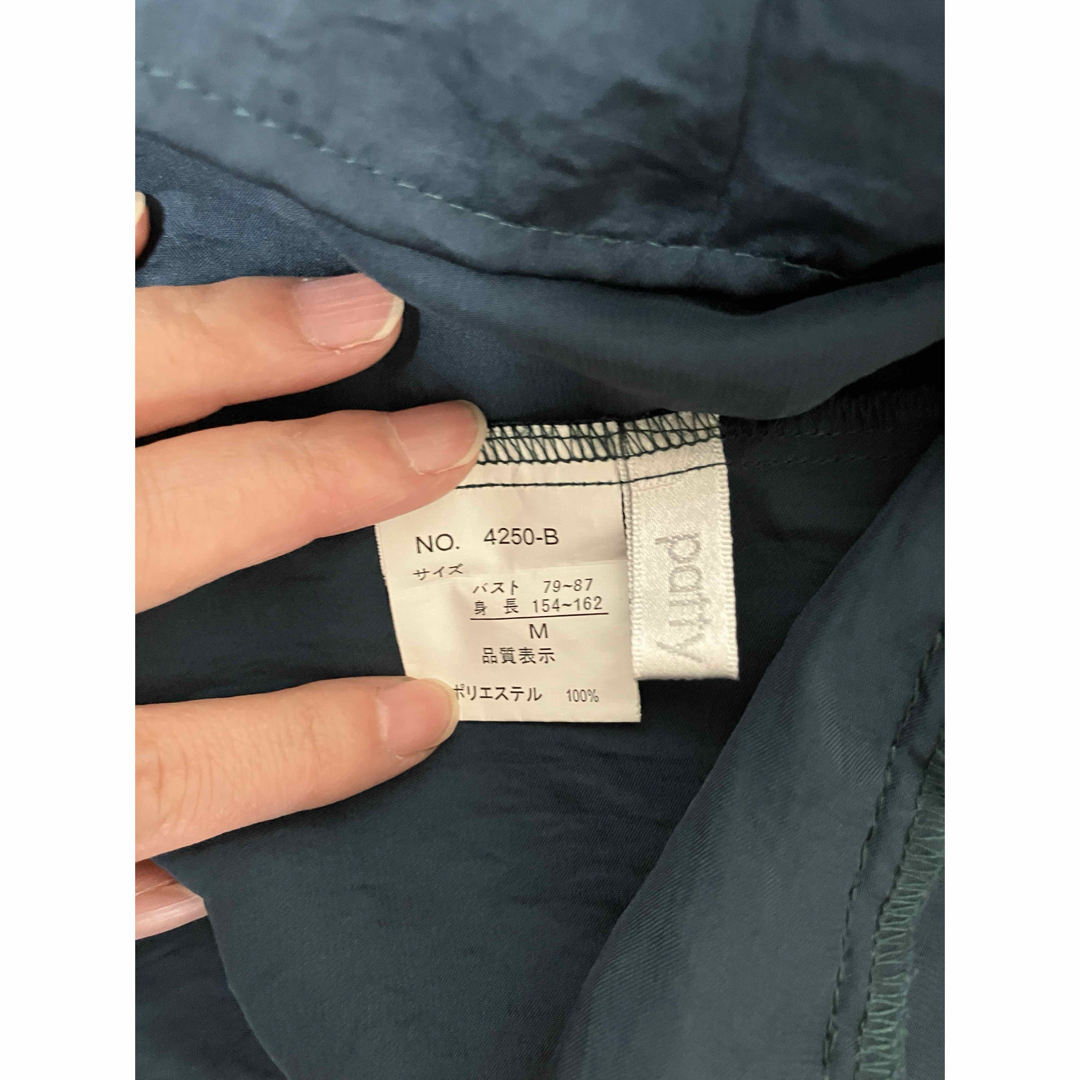 NO. 4250-B
サイズ
バスト 79~87
身長 154~162
M
品質表示
ポリエステル 100%
patty